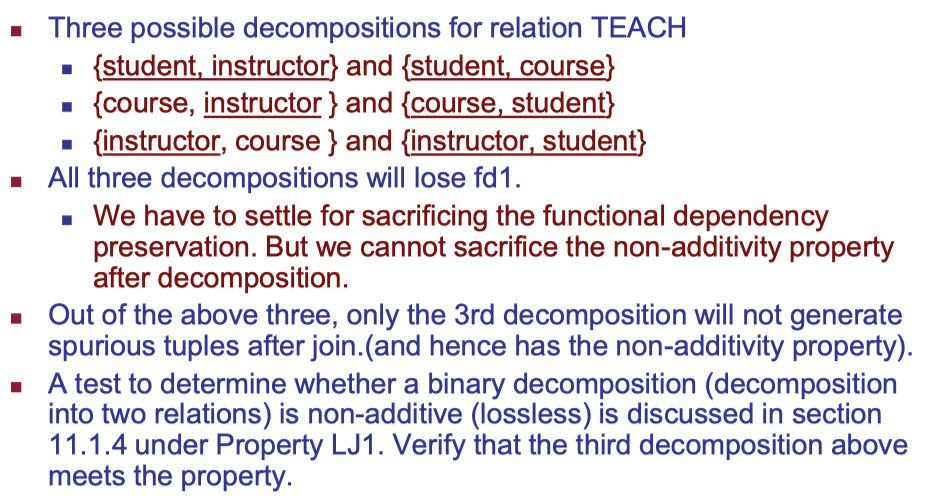 Three possible decompositions for relation TEACH
{student, instructor} and {student, course}
{course, instructor } and {course, student}
{instructor, course } and {instructor, student}
All three decompositions will lose fd1.
We have to settle for sacrificing the functional dependency
preservation. But we cannot sacrifice the non-additivity property
after decomposition.
Out of the above three, only the 3rd decomposition will not generate
spurious tuples after join.(and hence has the non-additivity property).
A test to determine whether a binary decomposition (decomposition
into two relations) is non-additive (lossless) is discussed in section
11.1.4 under Property LJ1. Verify that the third decomposition above
meets the property.